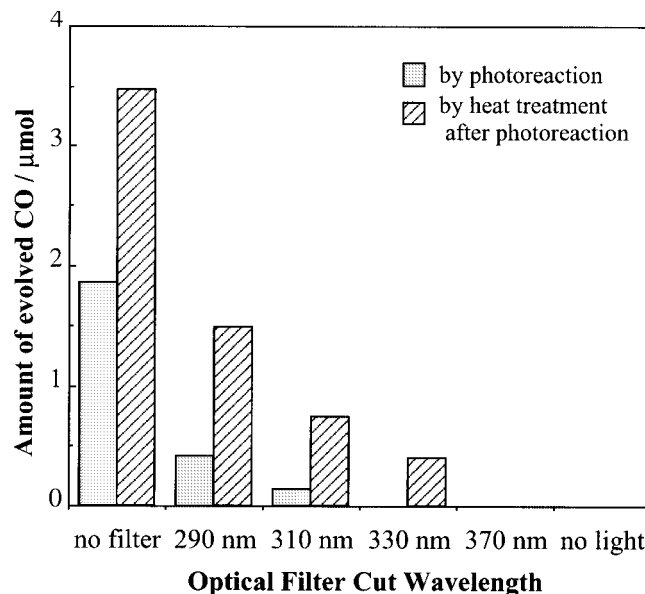 Amount of evolved CO / μmol
4
3
2
1
0
by photoreaction
by heat treatment
after photoreaction
no filter 290 nm 310 nm 330 nm 370 nm no light
Optical Filter Cut Wavelength